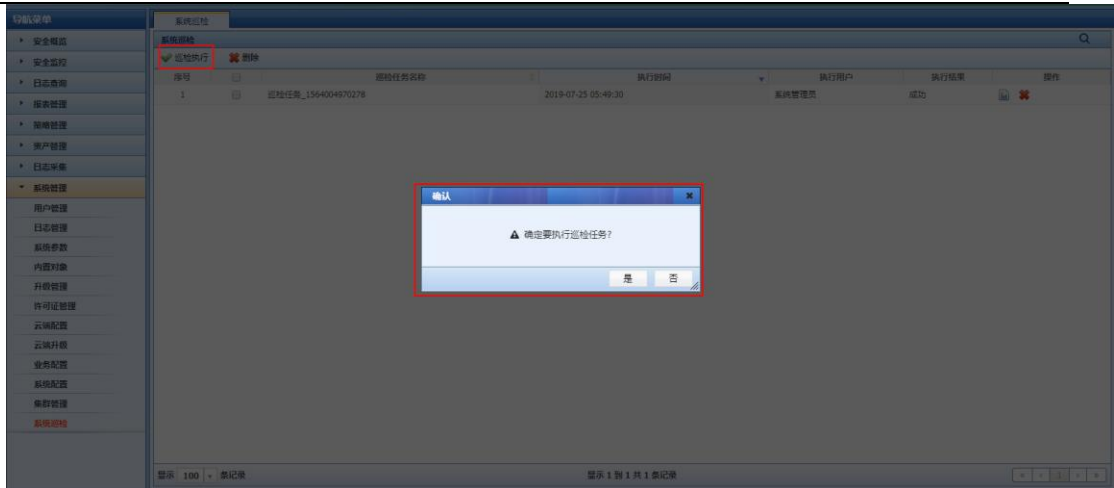 导航菜单
系统巡检
安全概览
安全监控
日志查询
报表管理
策略管理
资产管理
日志采集
系统管理
用户管理
日志管理
系统参数
内置对象
升级管理
许可证管理
云端配置
云端升级
业务配置
系统配置
集群管理
系统巡检
系统巡检
巡检执行 删除
序号 巡检任务名称 执行时间 执行用户 执行结果 操作
1 巡检任务_1564004970278 2019-07-25 05:49:30 系统管理员 成功
确认
确定要执行巡检任务?
是 否
显示 100 条记录 显示 1 到 1 共 1 条记录 1